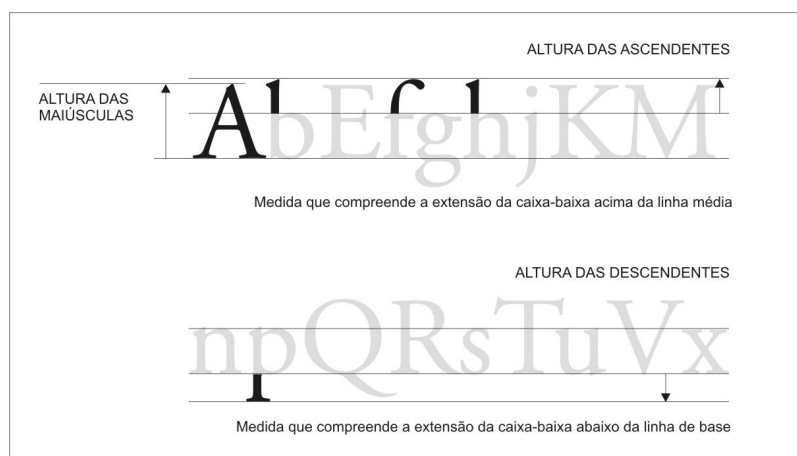 ALTURA DAS ASCENDENTES
ALTURA DAS
MAIÚSCULAS
AbEfghjKM
Medida que compreende a extensão da caixa-baixa acima da linha média
ALTURA DAS DESCENDENTES
npQRsTuVx
Medida que compreende a extensão da caixa-baixa abaixo da linha de base